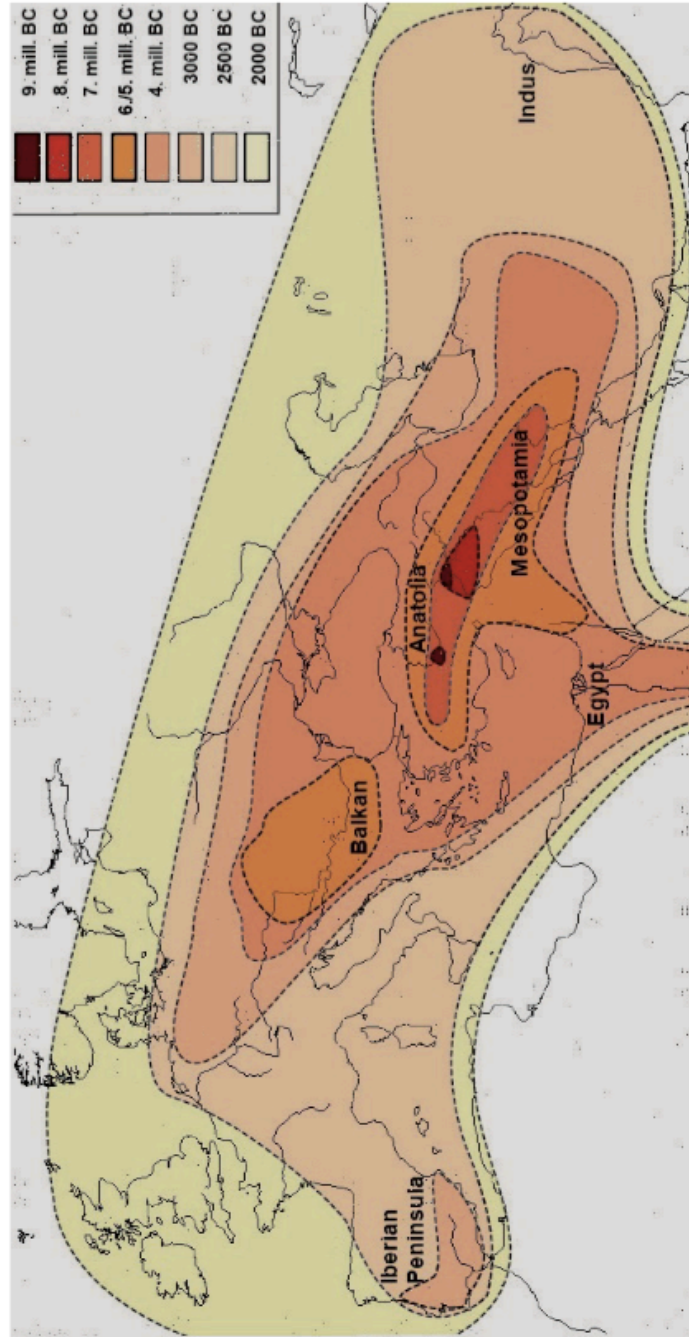 9. mill. BC
8. mill. BC
7. mill. BC
6./5. mill. BC
4. mill. BC
3000 BC
2500 BC
2000 BC
Iberian
Peninsula
Balkan
Anatolia
Mesopotamia
Egypt
Indus